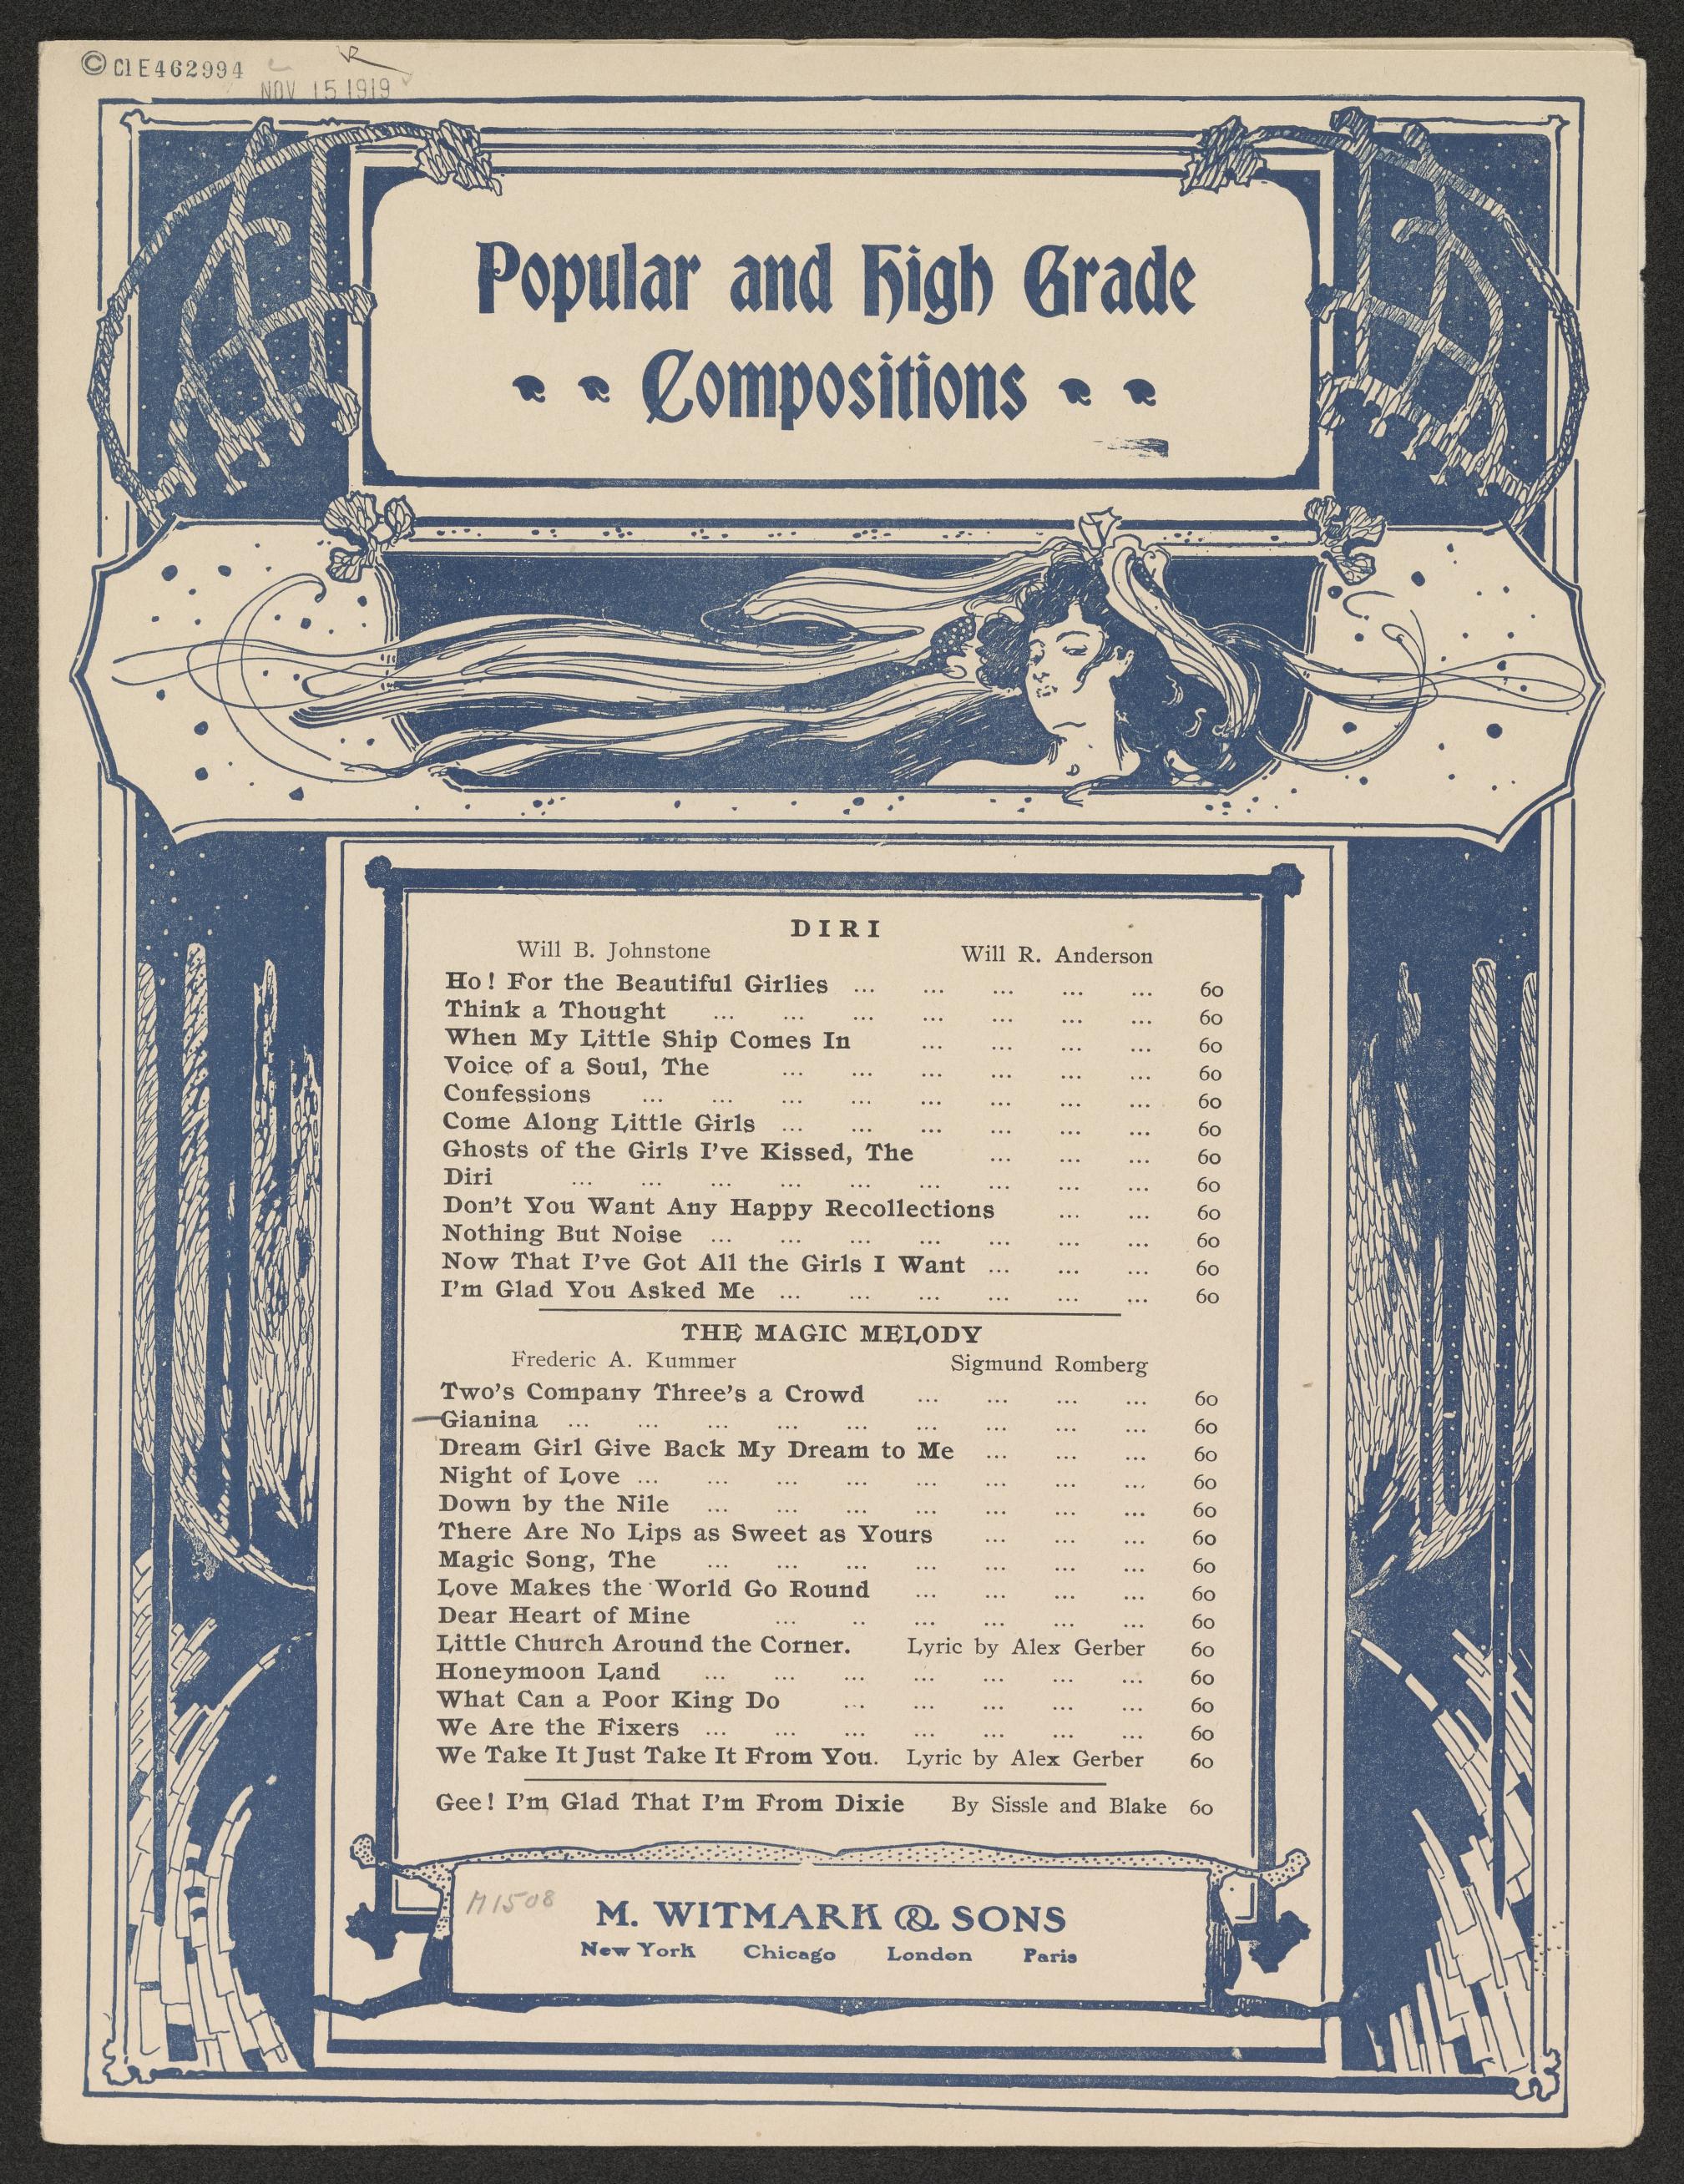 © Cl E462994
NOV 15 1919
Popular and High Grade
Compositions
DIRI
Will B. Johnstone Will R. Anderson
Ho! For the Beautiful Girlies ... ... ... ... ... 60
Think a Thought ... ... ... ... ... ... ... 60
When My Little Ship Comes In ... ... ... ... 60
Voice of a Soul, The ... ... ... ... ... ... 60
Confessions ... ... ... ... ... ... ... ... 60
Come Along Little Girls ... ... ... ... ... ... 60
Ghosts of the Girls I've Kissed, The ... ... ... 60
Diri ... ... ... ... ... ... ... ... ... 60
Don't You Want Any Happy Recollections ... ... 60
Nothing But Noise ... ... ... ... ... ... ... 60
Now That I've Got All the Girls I Want ... ... ... 60
I'm Glad You Asked Me ... ... ... ... ... ... 60
THE MAGIC MELODY
Frederic A. Kummer Sigmund Romberg
Two's Company Three's a Crowd ... ... ... ... 60
Gianina ... ... ... ... ... ... ... ... ... 60
Dream Girl Give Back My Dream to Me ... ... ... 60
Night of Love ... ... ... ... ... ... ... ... 60
Down by the Nile ... ... ... ... ... ... ... 60
There Are No Lips as Sweet as Yours ... ... ... 60
Magic Song, The ... ... ... ... ... ... ... 60
Love Makes the World Go Round ... ... ... ... 60
Dear Heart of Mine ... .. ... ... ... ... 60
Little Church Around the Corner. Lyric by Alex Gerber 60
Honeymoon Land ... ... ... ... ... ... ... 60
What Can a Poor King Do ... ... ... ... ... 60
We Are the Fixers ... ... ... ... ... ... ... 60
We Take It Just Take It From You. Lyric by Alex Gerber 60
Gee! I'm Glad That I'm From Dixie By Sissle and Blake 60
M1508
M. WITMARK & SONS
New York Chicago London Paris